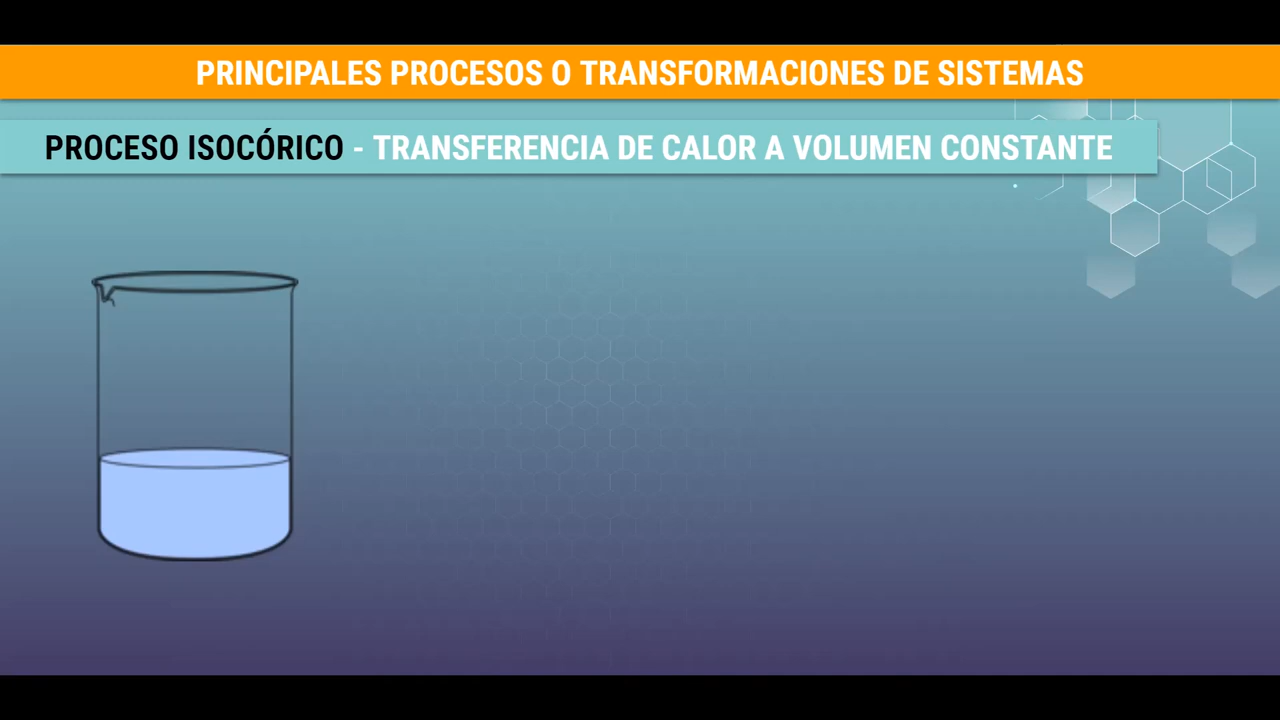 PRINCIPALES PROCESOS O TRANSFORMACIONES DE SISTEMAS
PROCESO ISOCÓRICO - TRANSFERENCIA DE CALOR A VOLUMEN CONSTANTE